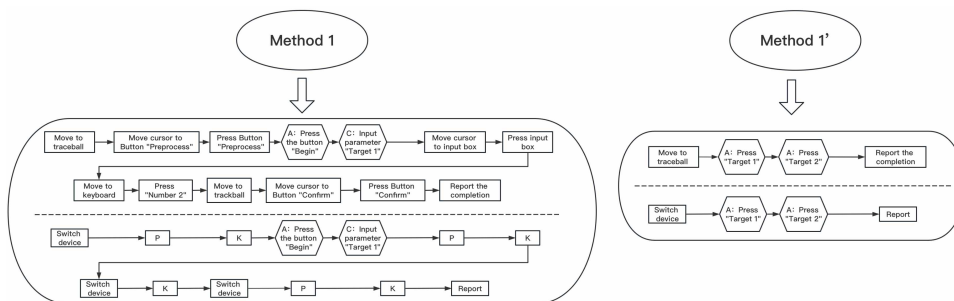 Method 1
Move to
traceball
Move cursor to
Button "Preprocess"
Press Button
"Preprocess"
A: Press
the button
"Begin"
C: Input
parameter
"Target 1"
Move cursor
to input box
Press input
box
Move to
keyboard
Press
"Number 2"
Move to
trackball
Move cursor to
Button "Confirm"
Press Button
"Confirm"
Report the
completion
Switch
device
P
K
A: Press
the button
"Begin"
C: Input
parameter
"Target 1"
P
K
Switch
device
K
Switch
device
P
K
Report
Method 1'
Move to
traceball
A: Press
"Target 1"
A: Press
"Target 2"
Report the
completion
Switch
device
A: Press
"Target 1"
A: Press
"Target 2"
Report